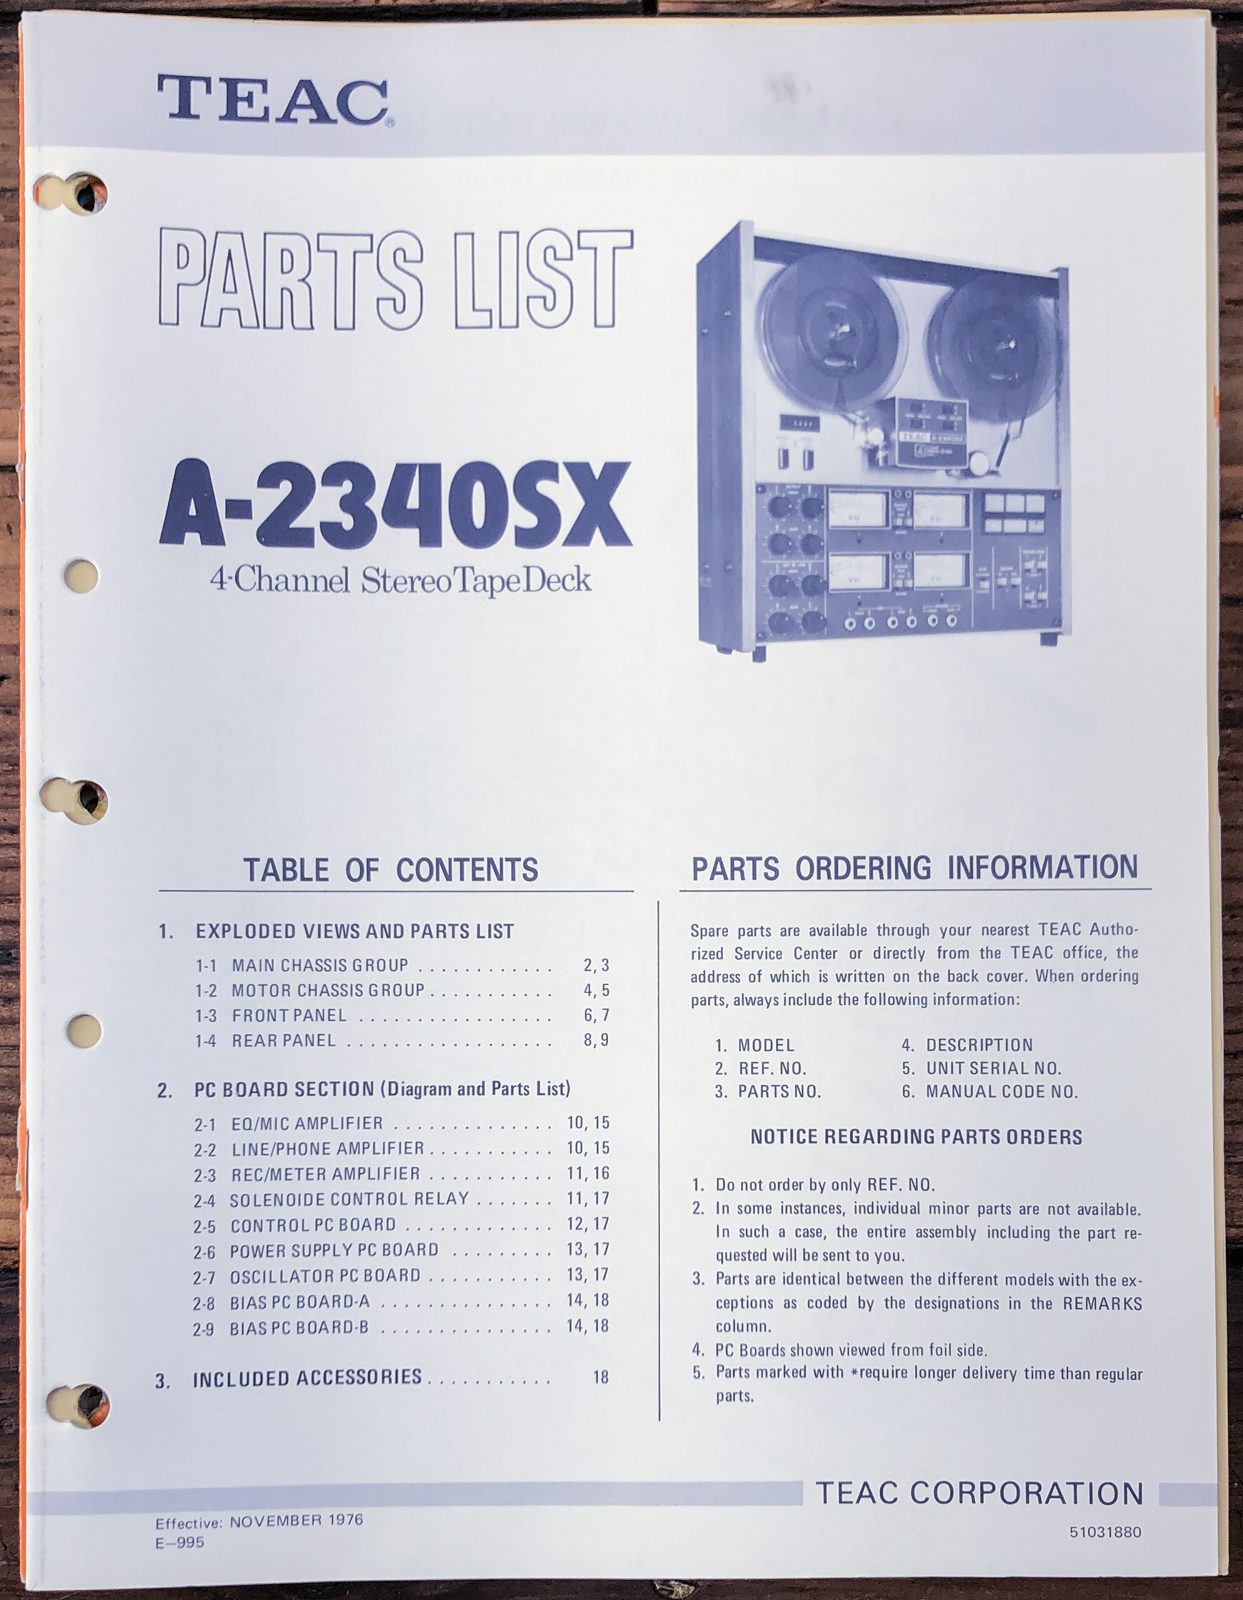 TEAC®
PARTS LIST
A-2340SX
4-Channel Stereo Tape Deck
TEAC A-2340SX
VU
VU
VU
VU
TABLE OF CONTENTS
1. EXPLODED VIEWS AND PARTS LIST
1-1 MAIN CHASSIS GROUP . . . . . . . . . . . . 2, 3
1-2 MOTOR CHASSIS GROUP . . . . . . . . . . . 4, 5
1-3 FRONT PANEL . . . . . . . . . . . . . . . . . 6, 7
1-4 REAR PANEL . . . . . . . . . . . . . . . . . . 8, 9
2. PC BOARD SECTION (Diagram and Parts List)
2-1 EQ/MIC AMPLIFIER . . . . . . . . . . . . . . 10, 15
2-2 LINE/PHONE AMPLIFIER . . . . . . . . . . . 10, 15
2-3 REC/METER AMPLIFIER . . . . . . . . . . . 11, 16
2-4 SOLENOIDE CONTROL RELAY . . . . . . . 11, 17
2-5 CONTROL PC BOARD . . . . . . . . . . . . . 12, 17
2-6 POWER SUPPLY PC BOARD . . . . . . . . . 13, 17
2-7 OSCILLATOR PC BOARD . . . . . . . . . . . 13, 17
2-8 BIAS PC BOARD-A . . . . . . . . . . . . . . . 14, 18
2-9 BIAS PC BOARD-B . . . . . . . . . . . . . . . 14, 18
3. INCLUDED ACCESSORIES . . . . . . . . . . . 18
PARTS ORDERING INFORMATION
Spare parts are available through your nearest TEAC Autho-
rized Service Center or directly from the TEAC office, the
address of which is written on the back cover. When ordering
parts, always include the following information:
1. MODEL
2. REF. NO.
3. PARTS NO.
4. DESCRIPTION
5. UNIT SERIAL NO.
6. MANUAL CODE NO.
NOTICE REGARDING PARTS ORDERS
1. Do not order by only REF. NO.
2. In some instances, individual minor parts are not available.
In such a case, the entire assembly including the part re-
quested will be sent to you.
3. Parts are identical between the different models with the ex-
ceptions as coded by the designations in the REMARKS
column.
4. PC Boards shown viewed from foil side.
5. Parts marked with *require longer delivery time than regular
parts.
TEAC CORPORATION
Effective: NOVEMBER 1976
E-995
51031880